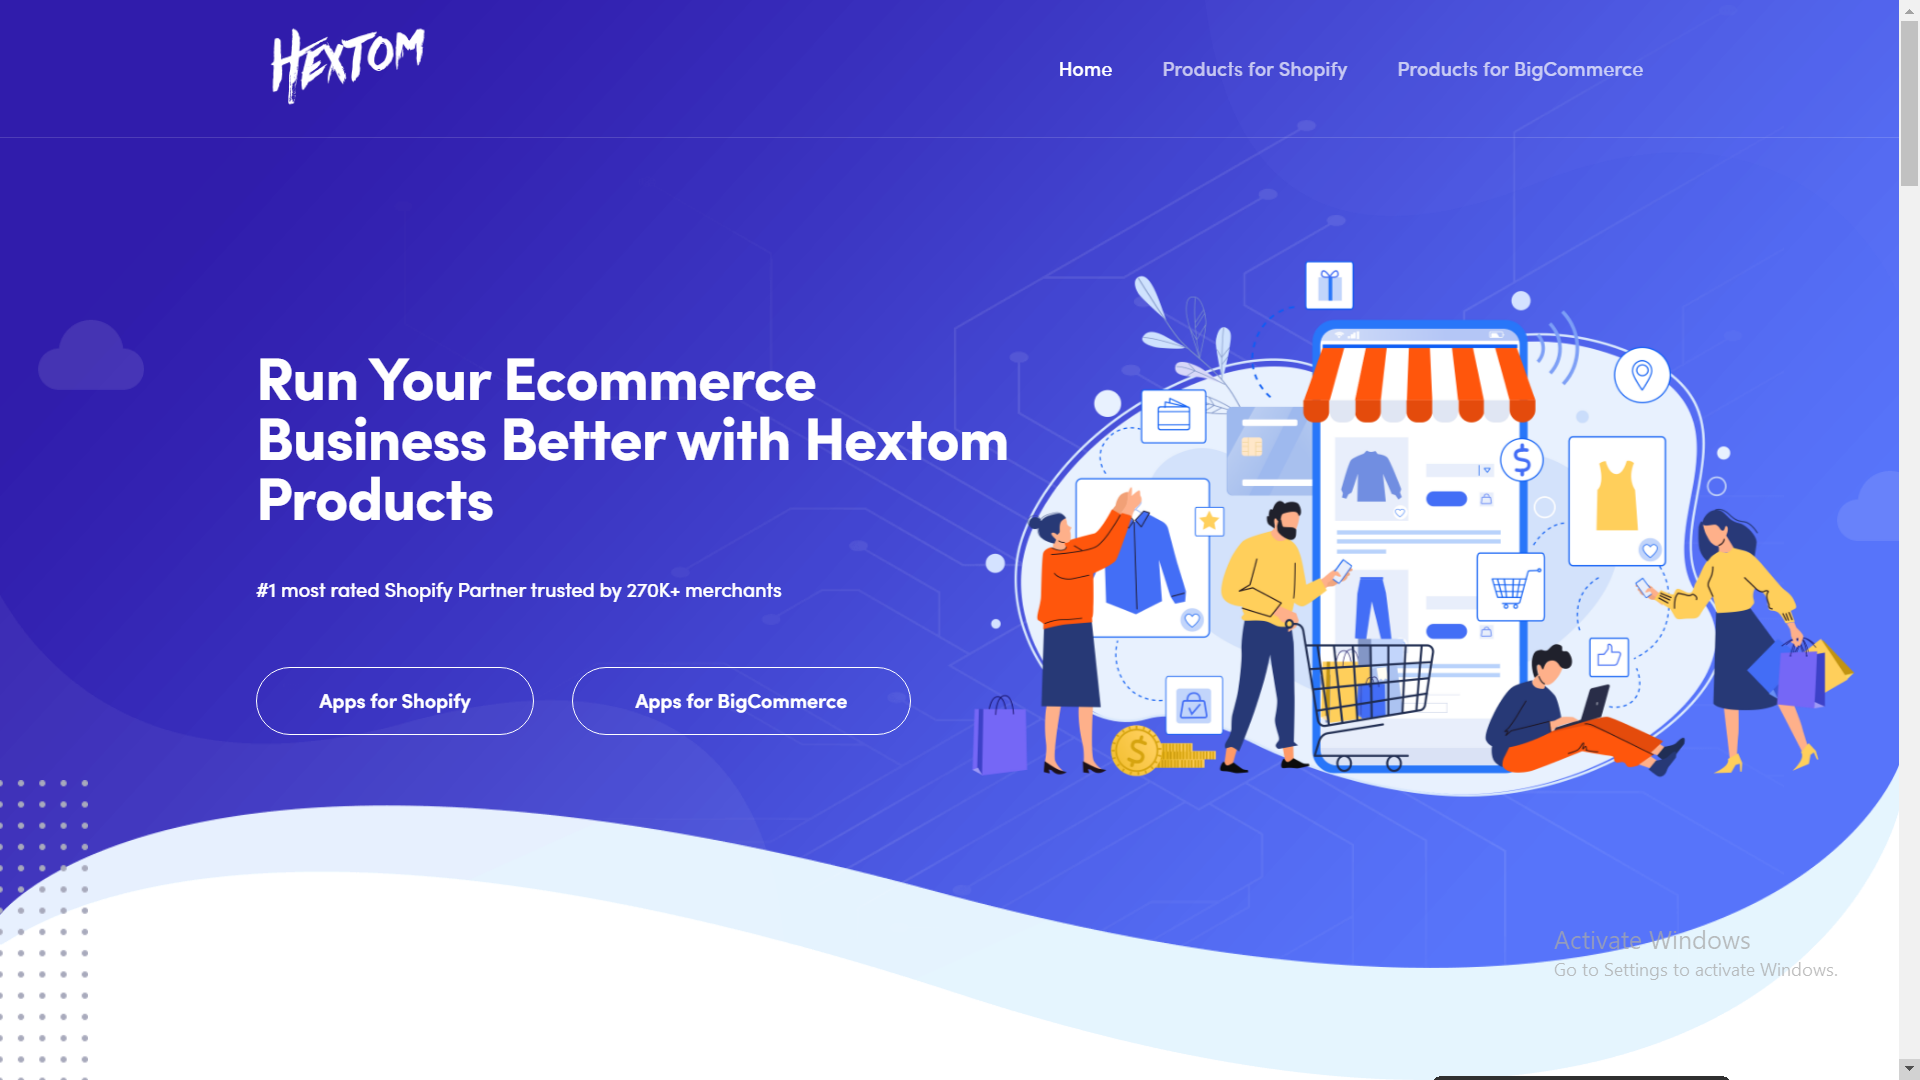 HEXTOM
Home
Products for Shopify
Products for BigCommerce
Run Your Ecommerce
Business Better with Hextom
Products
#1 most rated Shopify Partner trusted by 270K+ merchants
Apps for Shopify
Apps for BigCommerce
Activate Windows
Go to Settings to activate Windows.